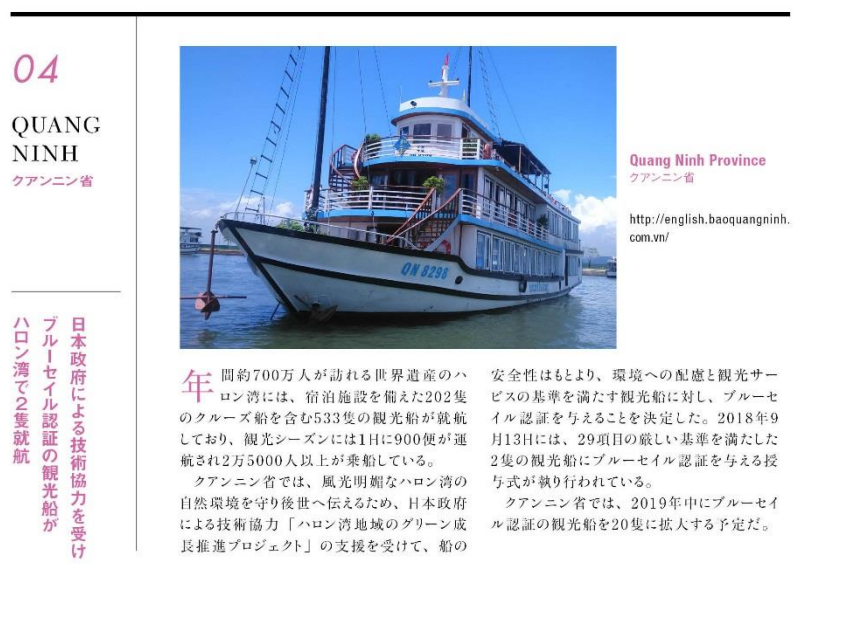 04
QUANG
NINH
クアンニン省
日本政府による技術協力を受け
ブルーセイル認証の観光船が
ハロン湾で2隻就航
QN 8298
Quang Ninh Province
クアンニン省
http://english.baoquangninh.
com.vn/
年間約700万人が訪れる世界遺産のハ
ロン湾には、宿泊施設を備えた202隻
のクルーズ船を含む533隻の観光船が就航
しており、観光シーズンには1日に900便が運
航され2万5000人以上が乗船している。
クアンニン省では、風光明媚なハロン湾の
自然環境を守り後世へ伝えるため、日本政府
による技術協力「ハロン湾地域のグリーン成
長推進プロジェクト」の支援を受けて、船の
安全性はもとより、環境への配慮と観光サー
ビスの基準を満たす観光船に対し、ブルーセ
イル認証を与えることを決定した。2018年9
月13日には、29項目の厳しい基準を満たした
2隻の観光船にブルーセイル認証を与える授
与式が執り行われている。
クアンニン省では、2019年中にブルーセイ
ル認証の観光船を20隻に拡大する予定だ。